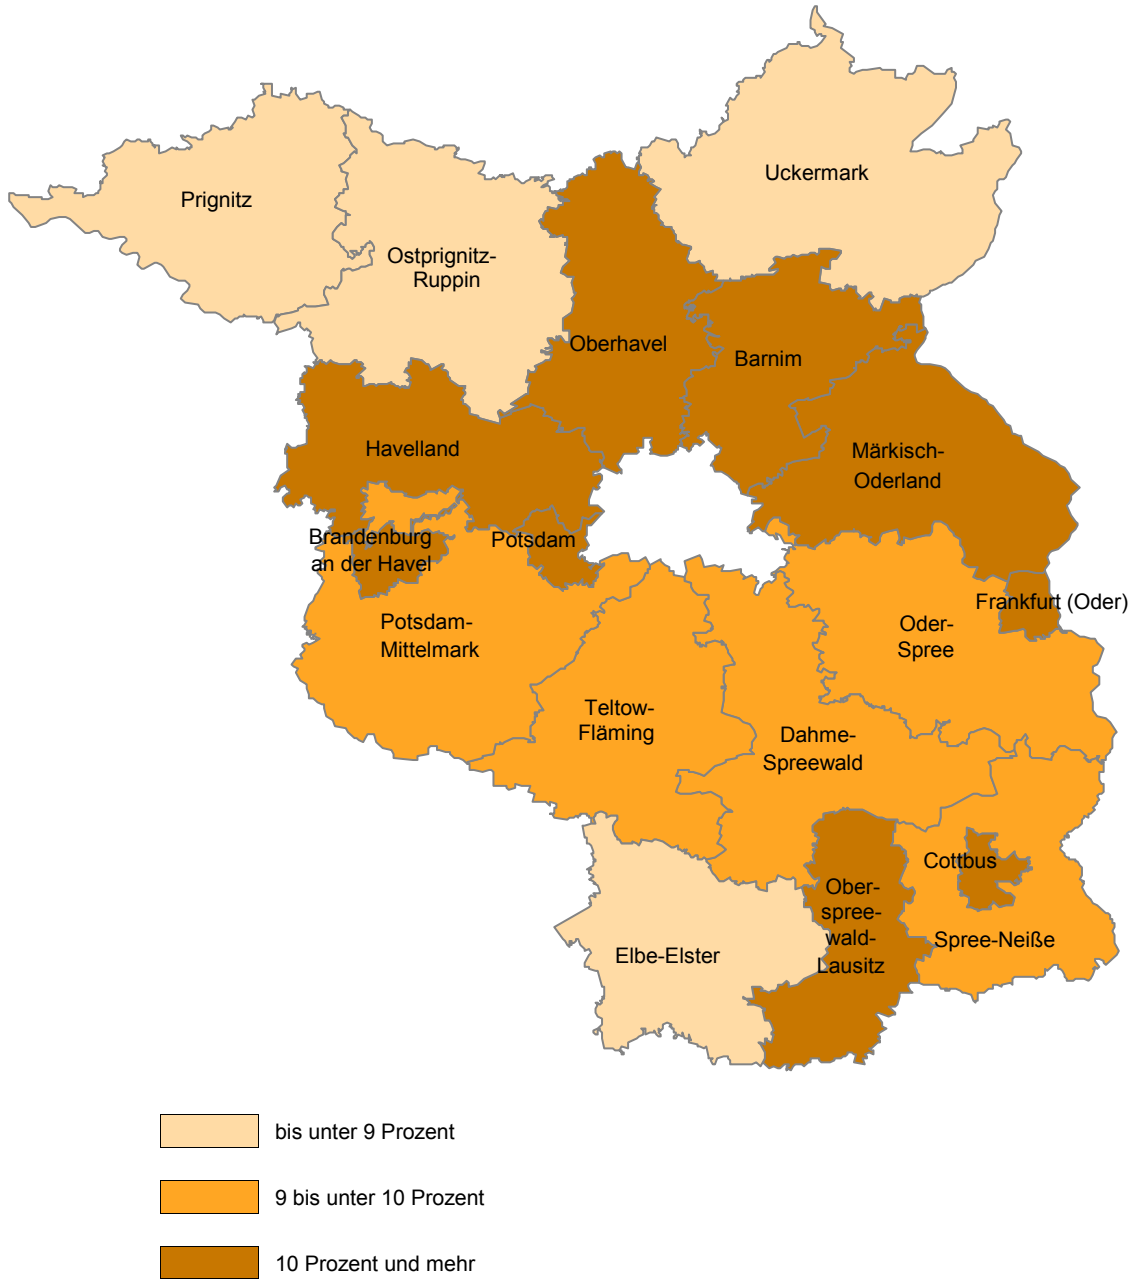 Uckermark
Prignitz
Ostprignitz-
Ruppin
Oberhavel
Barnim
Havelland
Märkisch-
Oderland
Brandenburg
an der Havel
Potsdam
Frankfurt (Oder)
Potsdam-
Mittelmark
Oder-
Spree
Teltow-
Fläming
Dahme-
Spreewald
Cottbus
Ober-
spree-
wald-
Lausitz
Spree-Neiße
Elbe-Elster
bis unter 9 Prozent
9 bis unter 10 Prozent
10 Prozent und mehr